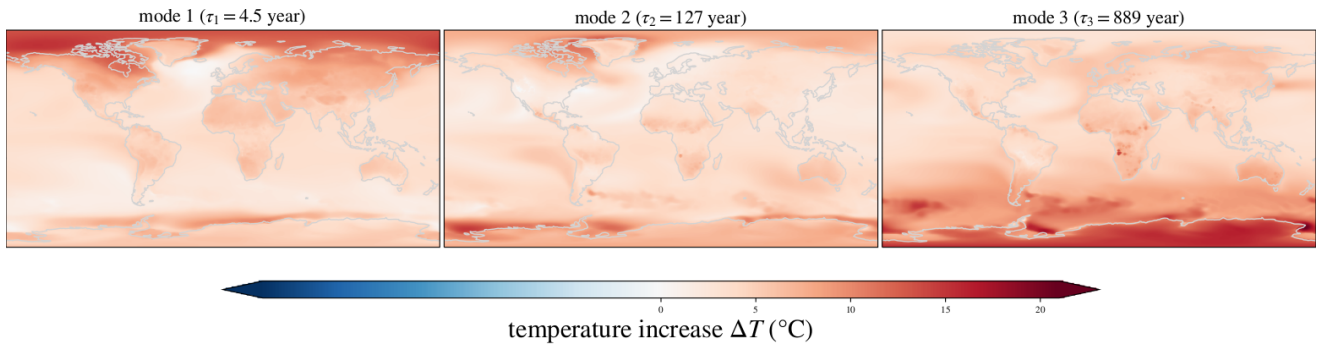 mode 1 (τ₁ = 4.5 year)
mode 2 (τ₂ = 127 year)
mode 3 (τ₃ = 889 year)
0 5 10 15 20
temperature increase ΔT (°C)